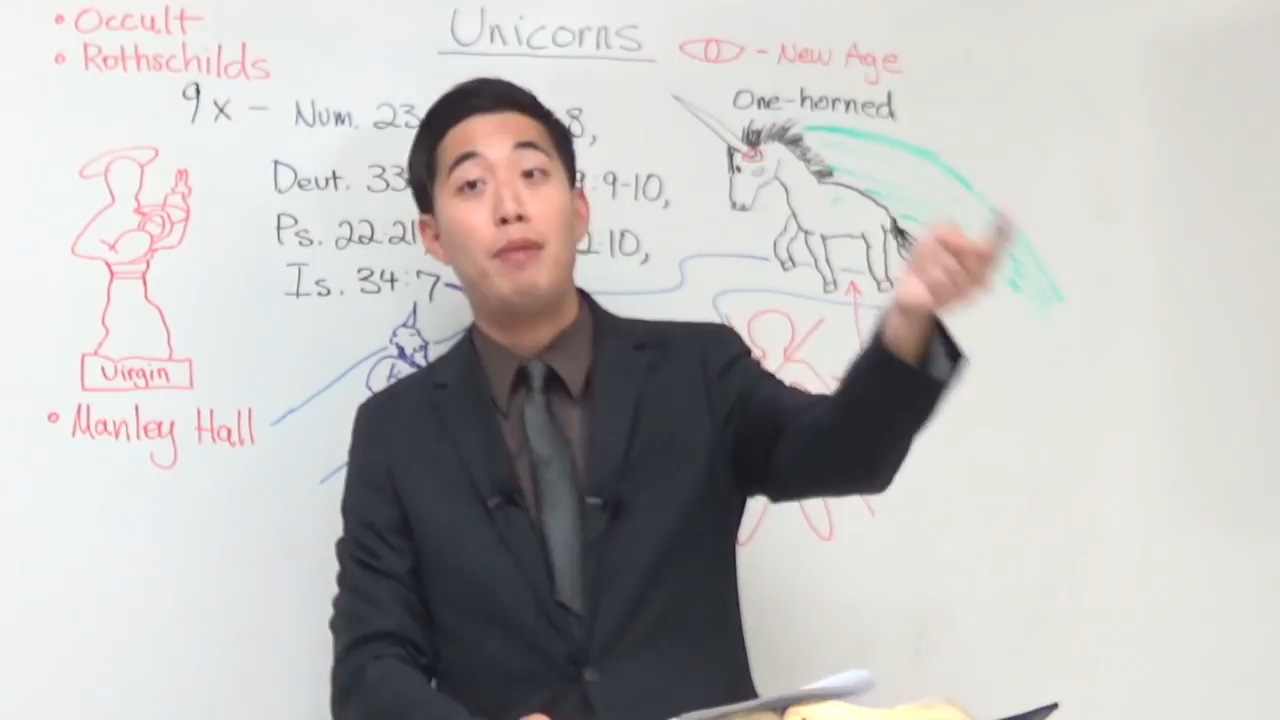 • Occult
Unicorns
• Rothschilds
- New Age
9x - Num. 23 8,
One-horned
Deut. 33 :9-10,
Ps. 22:21 :10,
Is. 34:7
Virgin
• Manley Hall